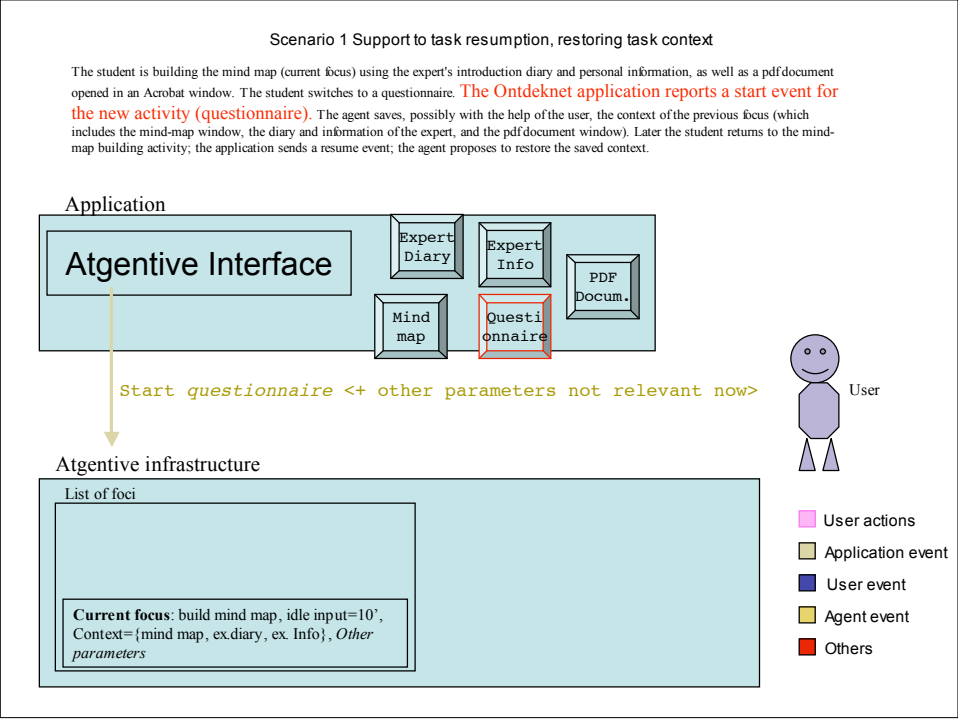 Scenario 1 Support to task resumption, restoring task context
The student is building the mind map (current focus) using the expert's introduction diary and personal information, as well as a pdf document
opened in an Acrobat window. The student switches to a questionnaire. The Ontdeknet application reports a start event for
the new activity (questionnaire). The agent saves, possibly with the help of the user, the context of the previous focus (which
includes the mind-map window, the diary and information of the expert, and the pdf document window). Later the student returns to the mind-
map building activity; the application sends a resume event; the agent proposes to restore the saved context.
Application
Atgentive Interface
Expert
Diary
Expert
Info
PDF
Docum.
Mind
map
Questi
onnaire
Start questionnaire <+ other parameters not relevant now>
User
Atgentive infrastructure
List of foci
Current focus: build mind map, idle input=10’,
Context={mind map, ex.diary, ex. Info}, Other
parameters
User actions
Application event
User event
Agent event
Others